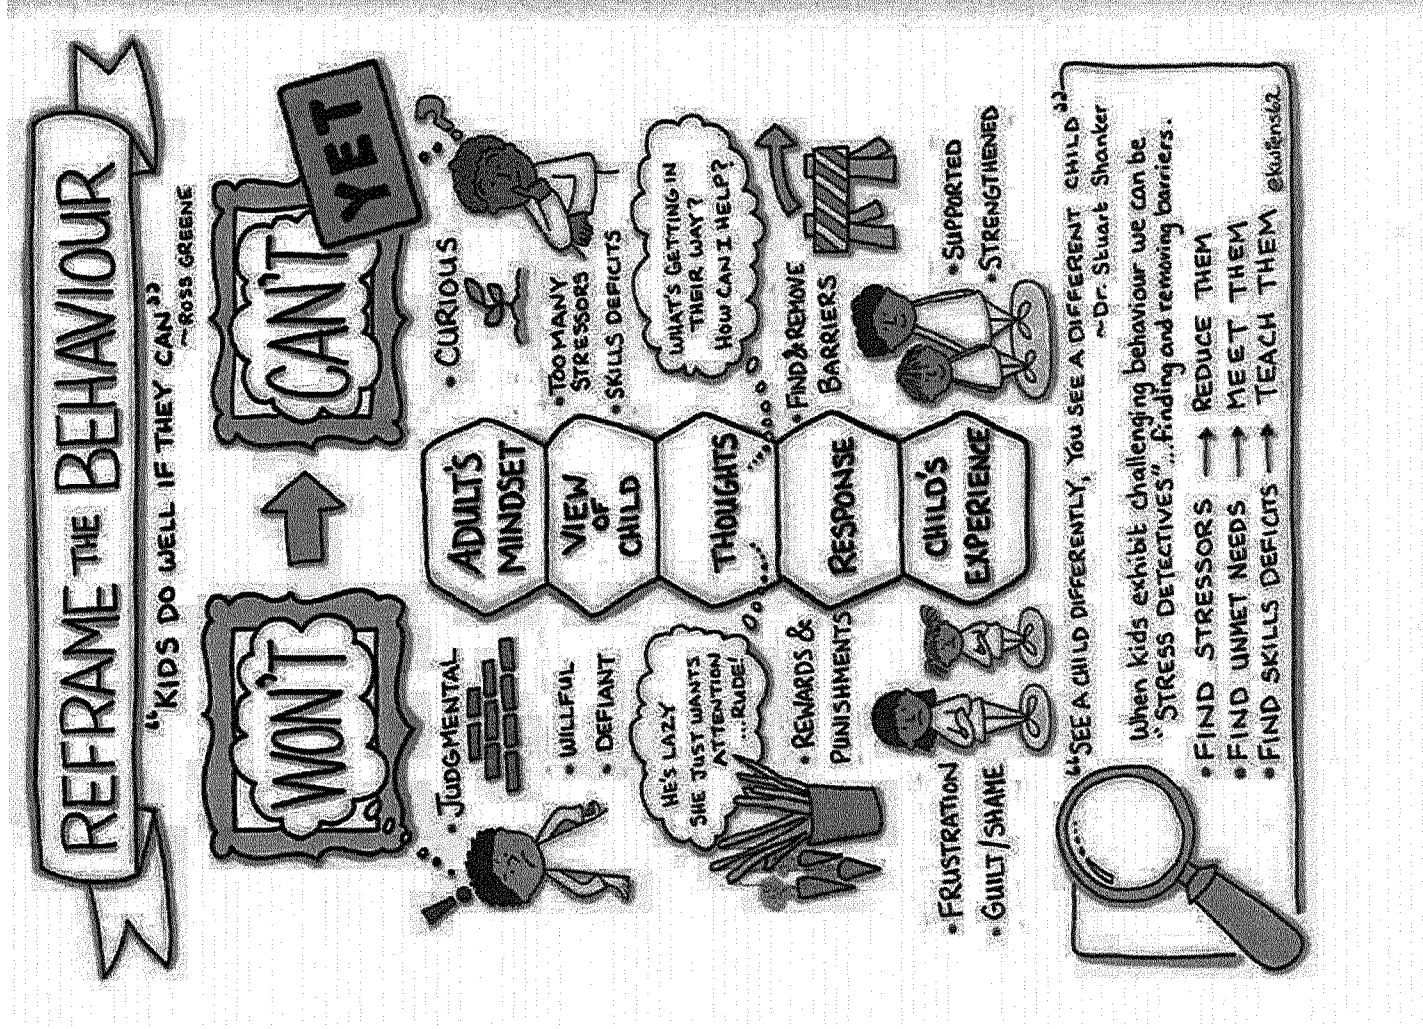 REFRAME THE BEHAVIOUR
"KIDS DO WELL IF THEY CAN"
~ROSS GREENE
WON'T
CAN'T
YET
• JUDGMENTAL
ADULT'S
MINDSET
• CURIOUS
• WILLFUL
• DEFIANT
VIEW
OF
CHILD
• TOO MANY
STRESSORS
• SKILLS DEFICITS
HE'S LAZY
SHE JUST WANTS
ATTENTION
...RUDE!
THOUGHTS
WHAT'S GETTING IN
THEIR WAY?
HOW CAN I HELP?
• REWARDS &
PUNISHMENTS
RESPONSE
• FIND & REMOVE
BARRIERS
• FRUSTRATION
• GUILT/SHAME
CHILD'S
EXPERIENCE
• SUPPORTED
• STRENGTHENED
"SEE A CHILD DIFFERENTLY, YOU SEE A DIFFERENT CHILD"
~ Dr. Stuart Shanker
When kids exhibit challenging behaviour we can be
"STRESS DETECTIVES"...finding and removing barriers.
• FIND STRESSORS → REDUCE THEM
• FIND UNMET NEEDS → MEET THEM
• FIND SKILLS DEFICITS → TEACH THEM
@kwiens62